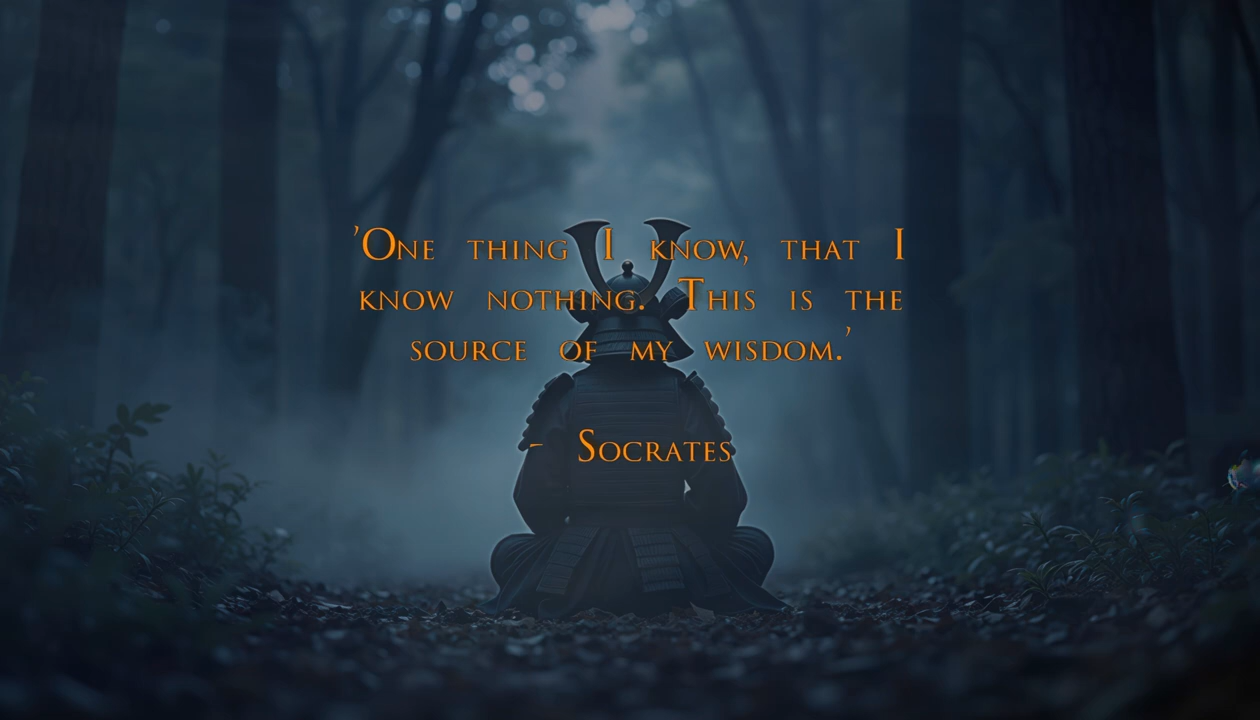 'One thing I know, that I
know nothing. This is the
source of my wisdom.'
- Socrates